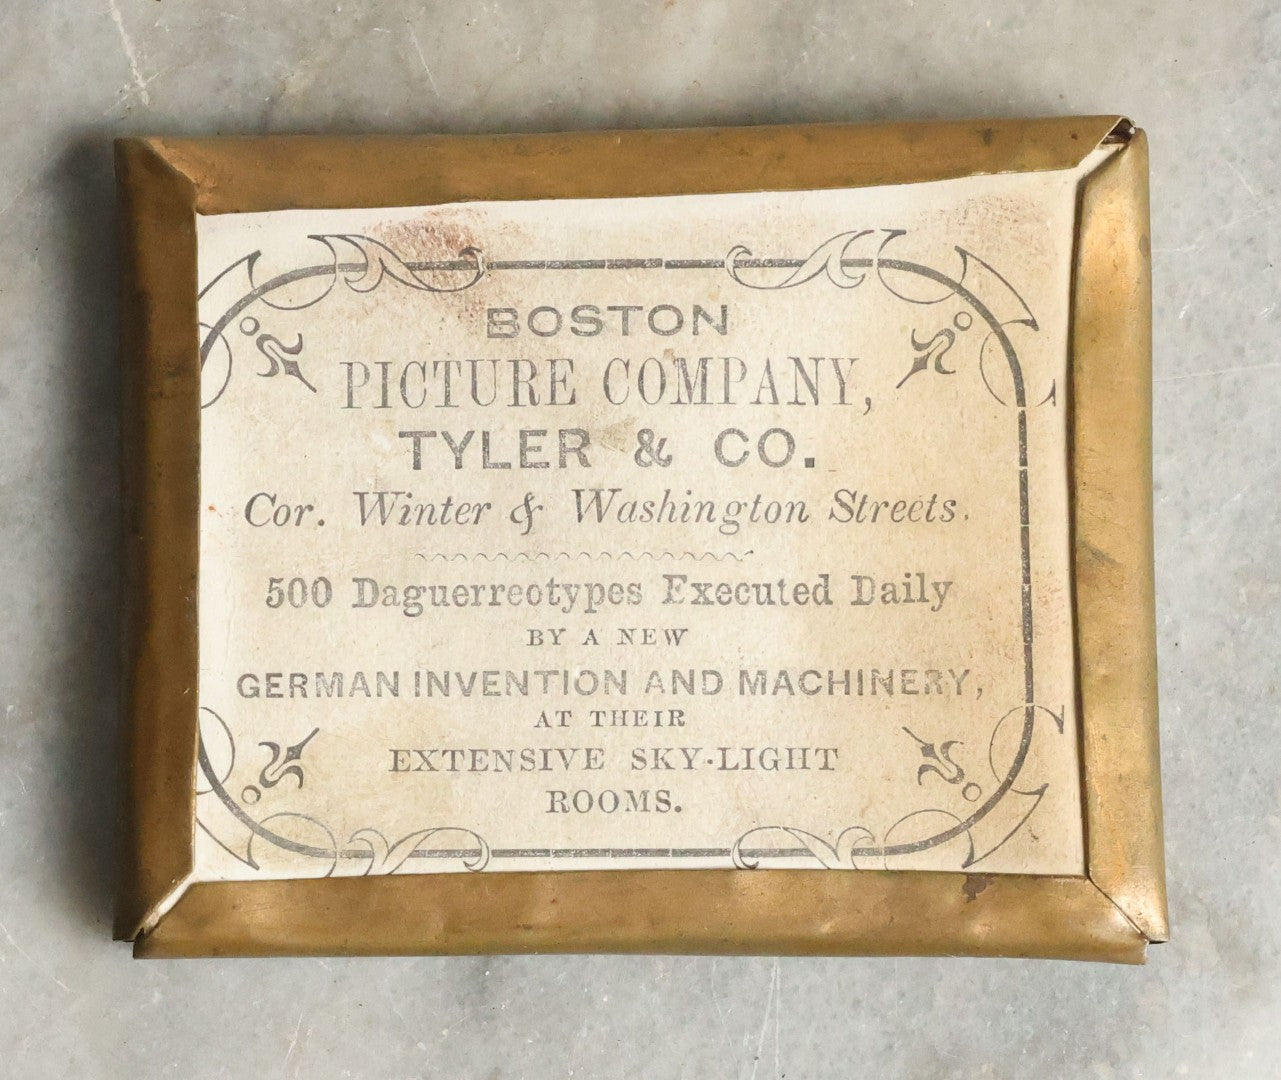 BOSTON
PICTURE COMPANY,
TYLER & CO.
Cor. Winter & Washington Streets.
500 Daguerreotypes Executed Daily
BY A NEW
GERMAN INVENTION AND MACHINERY,
AT THEIR
EXTENSIVE SKY-LIGHT
ROOMS.